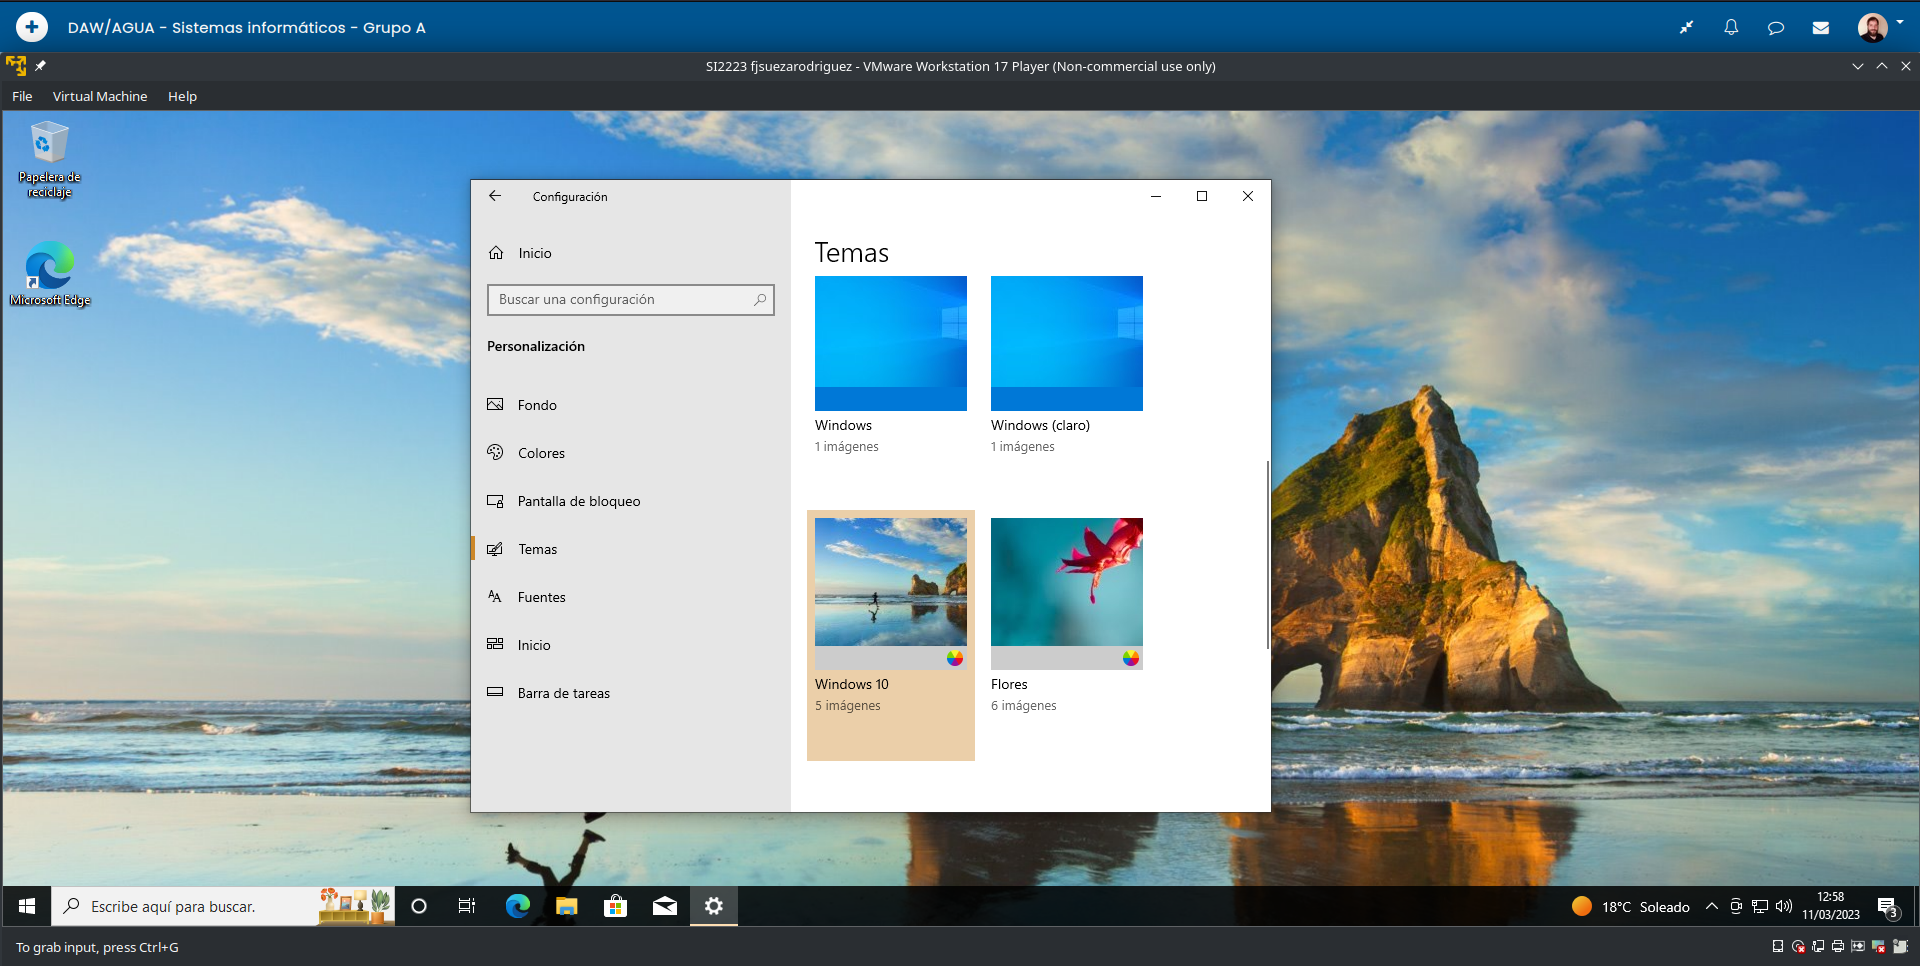 DAW/AGUA - Sistemas informáticos - Grupo A
SI2223 fjsuezarodriguez - VMware Workstation 17 Player (Non-commercial use only)
File Virtual Machine Help
Papelera de
reciclaje
Microsoft Edge
Configuración
Inicio
Buscar una configuración
Personalización
Fondo
Colores
Pantalla de bloqueo
Temas
Fuentes
Inicio
Barra de tareas
Temas
Windows
1 imágenes
Windows (claro)
1 imágenes
Windows 10
5 imágenes
Flores
6 imágenes
Escribe aquí para buscar.
18°C Soleado
12:58
11/03/2023
3
To grab input, press Ctrl+G